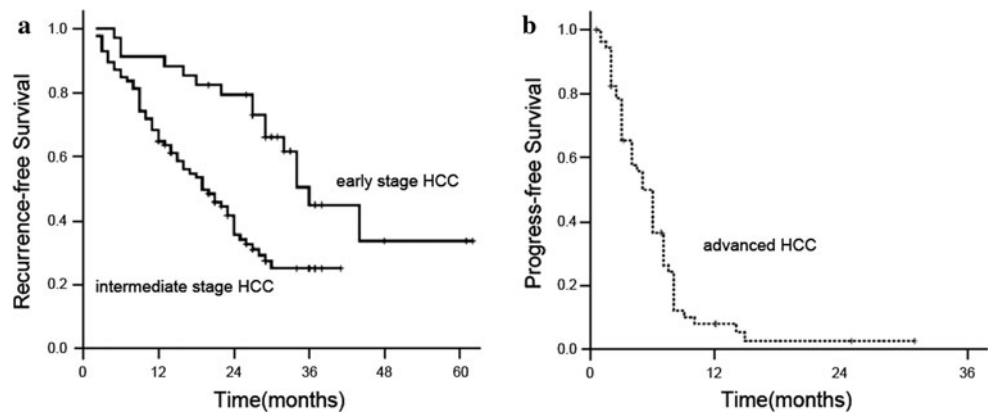 a
Recurrence-free Survival
1.0
0.8
0.6
0.4
0.2
0.0
early stage HCC
intermediate stage HCC
0 12 24 36 48 60
Time(months)
b
Progress-free Survival
1.0
0.8
0.6
0.4
0.2
0.0
advanced HCC
0 12 24 36
Time(months)